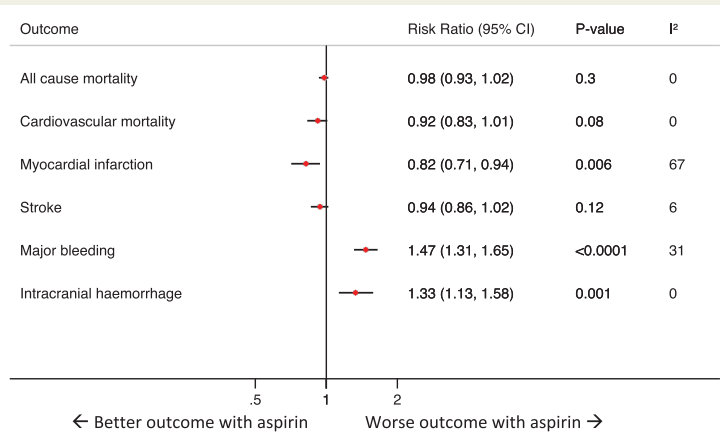 Outcome Risk Ratio (95% CI) P-value I²
All cause mortality 0.98 (0.93, 1.02) 0.3 0
Cardiovascular mortality 0.92 (0.83, 1.01) 0.08 0
Myocardial infarction 0.82 (0.71, 0.94) 0.006 67
Stroke 0.94 (0.86, 1.02) 0.12 6
Major bleeding 1.47 (1.31, 1.65) <0.0001 31
Intracranial haemorrhage 1.33 (1.13, 1.58) 0.001 0
.5 1 2
← Better outcome with aspirin Worse outcome with aspirin →